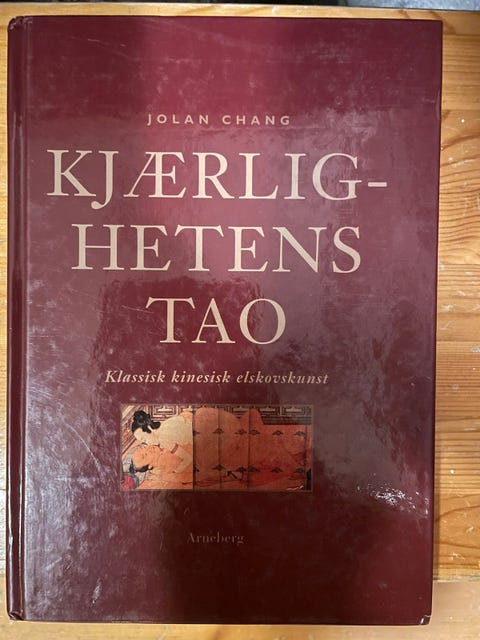 JOLAN CHANG
KJÆRLIG-
HETENS
TAO
Klassisk kinesisk elskovskunst
Arneberg